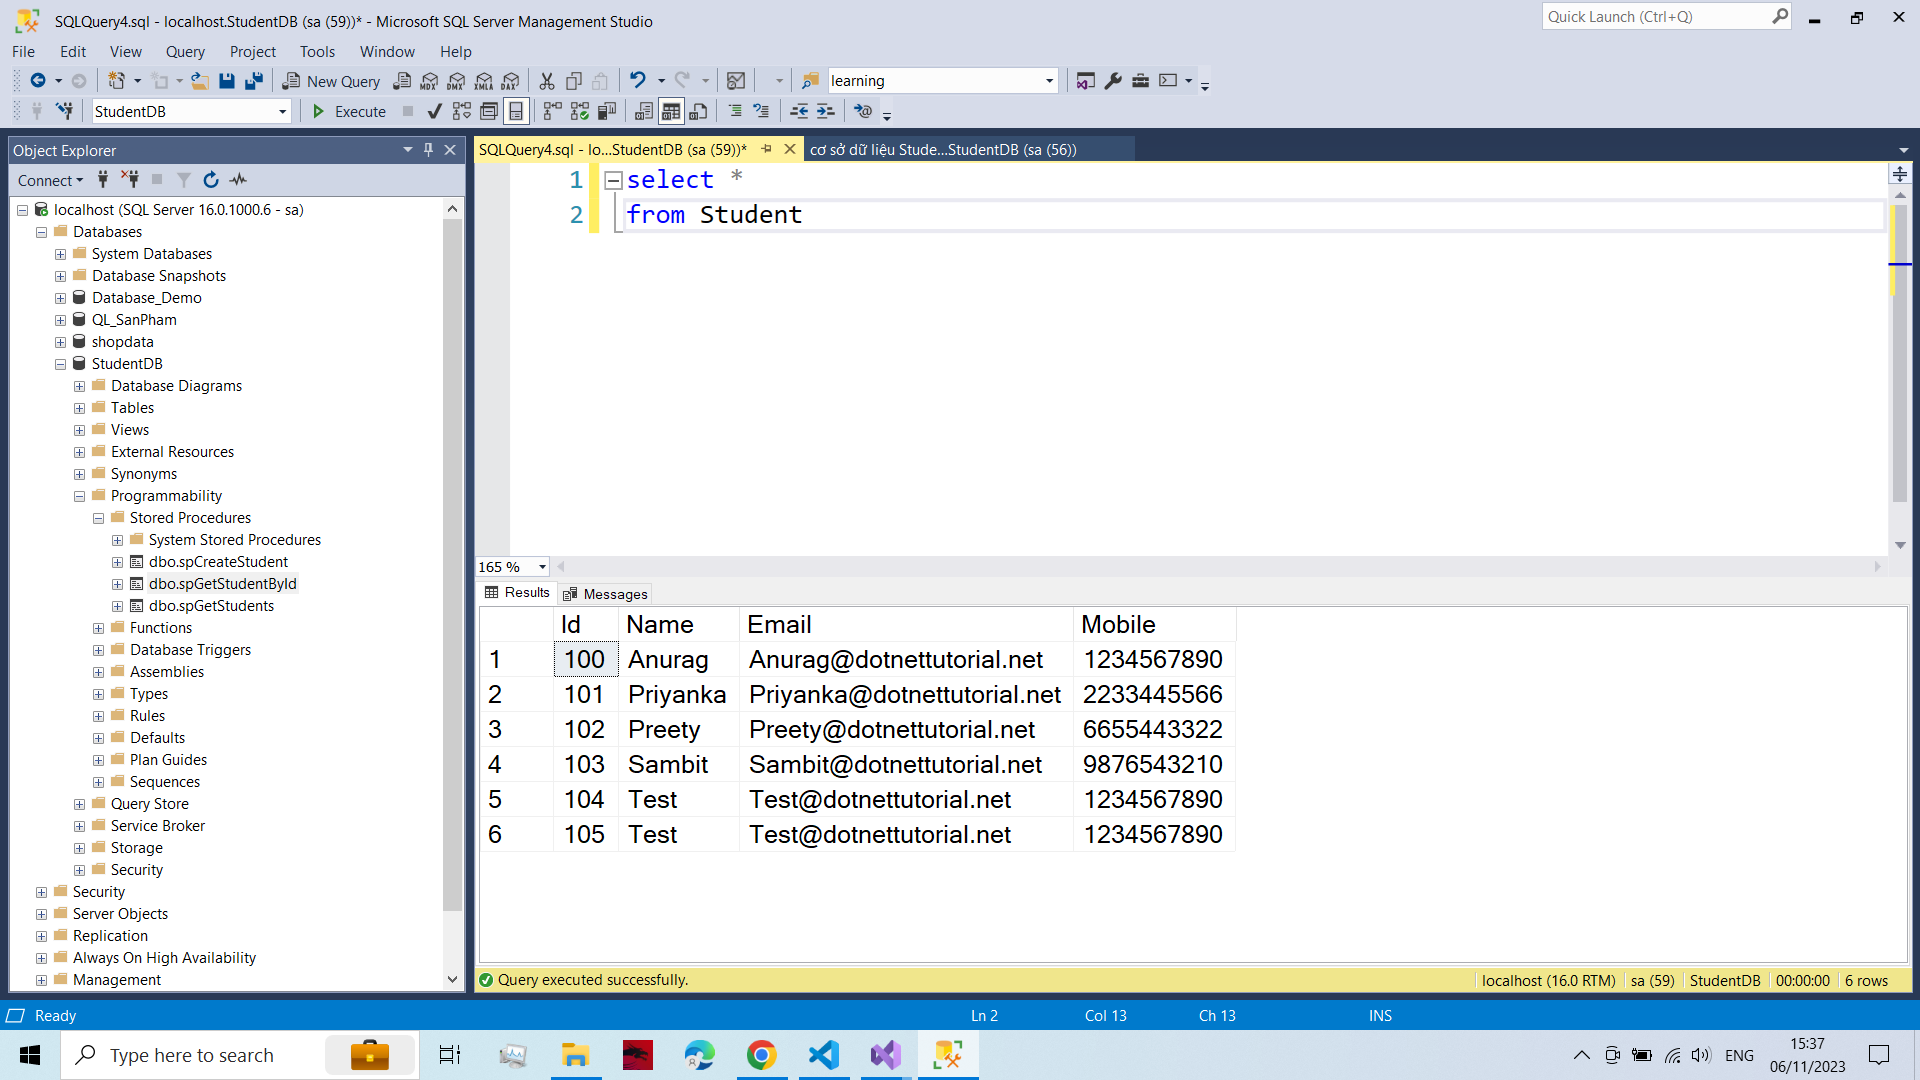 SQLQuery4.sql - localhost.StudentDB (sa (59))* - Microsoft SQL Server Management Studio
Quick Launch (Ctrl+Q)
File Edit View Query Project Tools Window Help
New Query MDX DMX XMLA DAX learning
StudentDB Execute
Object Explorer
Connect
localhost (SQL Server 16.0.1000.6 - sa)
Databases
System Databases
Database Snapshots
Database_Demo
QL_SanPham
shopdata
StudentDB
Database Diagrams
Tables
Views
External Resources
Synonyms
Programmability
Stored Procedures
System Stored Procedures
dbo.spCreateStudent
dbo.spGetStudentById
dbo.spGetStudents
Functions
Database Triggers
Assemblies
Types
Rules
Defaults
Plan Guides
Sequences
Query Store
Service Broker
Storage
Security
Security
Server Objects
Replication
Always On High Availability
Management
SQLQuery4.sql - lo...StudentDB (sa (59))* cơ sở dữ liệu Stude...StudentDB (sa (56))
1 select *
2 from Student
165 %
Results Messages
Id Name Email Mobile
1 100 Anurag Anurag@dotnettutorial.net 1234567890
2 101 Priyanka Priyanka@dotnettutorial.net 2233445566
3 102 Preety Preety@dotnettutorial.net 6655443322
4 103 Sambit Sambit@dotnettutorial.net 9876543210
5 104 Test Test@dotnettutorial.net 1234567890
6 105 Test Test@dotnettutorial.net 1234567890
Query executed successfully. localhost (16.0 RTM) sa (59) StudentDB 00:00:00 6 rows
Ready Ln 2 Col 13 Ch 13 INS
Type here to search ENG 15:37
06/11/2023